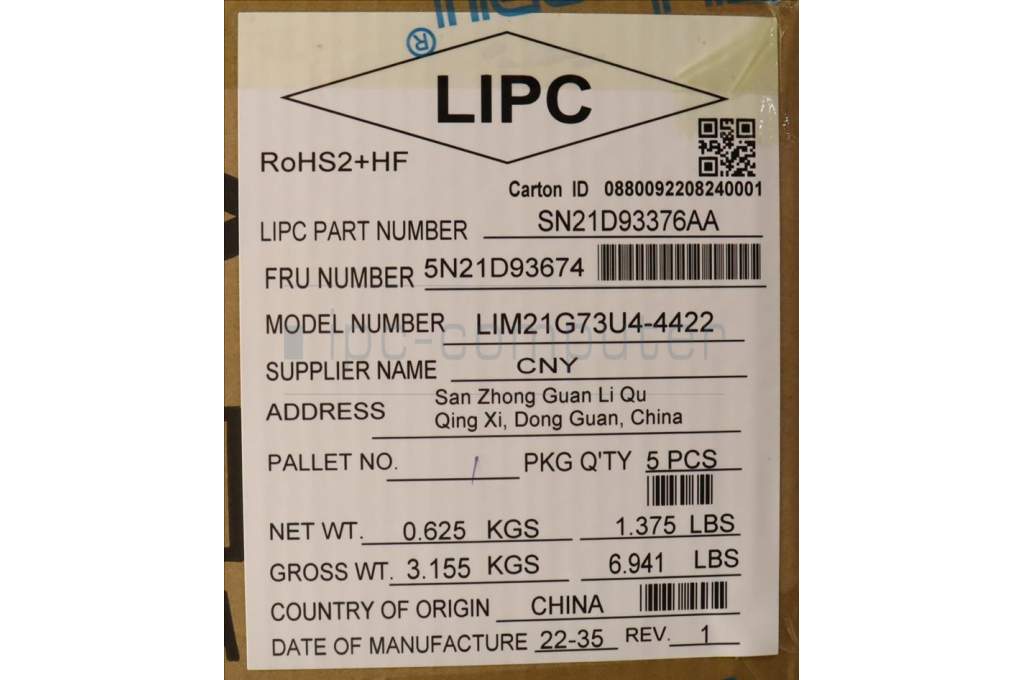 ®
LIPC
RoHS2+HF
Carton ID 0880092208240001
LIPC PART NUMBER SN21D93376AA
FRU NUMBER 5N21D93674
MODEL NUMBER LIM21G73U4-4422
ipc-computer
SUPPLIER NAME CNY
ADDRESS San Zhong Guan Li Qu
Qing Xi, Dong Guan, China
PALLET NO. / PKG Q'TY 5 PCS
NET WT. 0.625 KGS 1.375 LBS
GROSS WT. 3.155 KGS 6.941 LBS
COUNTRY OF ORIGIN CHINA
DATE OF MANUFACTURE 22-35 REV. 1